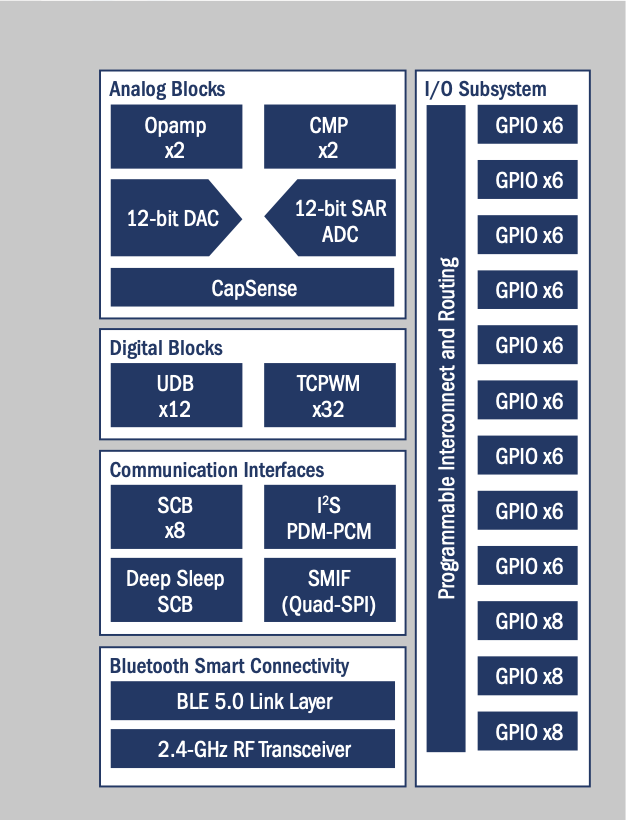 Analog Blocks
Opamp
x2
CMP
x2
12-bit DAC
12-bit SAR
ADC
CapSense
Digital Blocks
UDB
x12
TCPWM
x32
Communication Interfaces
SCB
x8
I²S
PDM-PCM
Deep Sleep
SCB
SMIF
(Quad-SPI)
Bluetooth Smart Connectivity
BLE 5.0 Link Layer
2.4-GHz RF Transceiver
I/O Subsystem
Programmable Interconnect and Routing
GPIO x6
GPIO x6
GPIO x6
GPIO x6
GPIO x6
GPIO x6
GPIO x6
GPIO x6
GPIO x6
GPIO x8
GPIO x8
GPIO x8